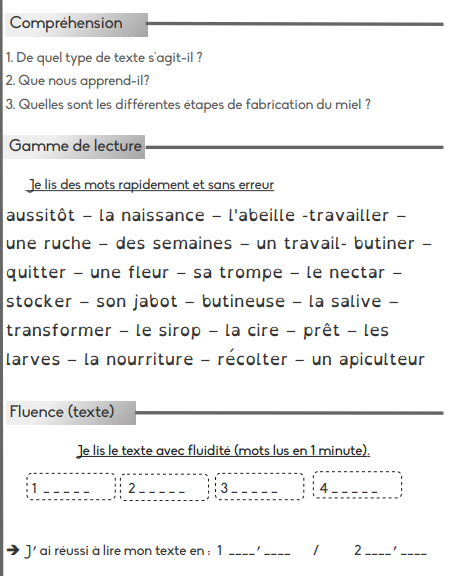 Compréhension
1. De quel type de texte s'agit-il ?
2. Que nous apprend-il?
3. Quelles sont les différentes étapes de fabrication du miel ?
Gamme de lecture
Je lis des mots rapidement et sans erreur
aussitôt – la naissance – l'abeille -travailler –
une ruche – des semaines – un travail- butiner –
quitter – une fleur – sa trompe – le nectar –
stocker – son jabot – butineuse – la salive –
transformer – le sirop – la cire – prêt – les
larves – la nourriture – récolter – un apiculteur
Fluence (texte)
Je lis le texte avec fluidité (mots lus en 1 minute).
1 _ _ _ _ _ 2 _ _ _ _ _ 3 _ _ _ _ _ 4 _ _ _ _ _
➔ J’ai réussi à lire mon texte en : 1 _ _ _ _’ _ _ _ _ / 2 _ _ _ _’ _ _ _ _